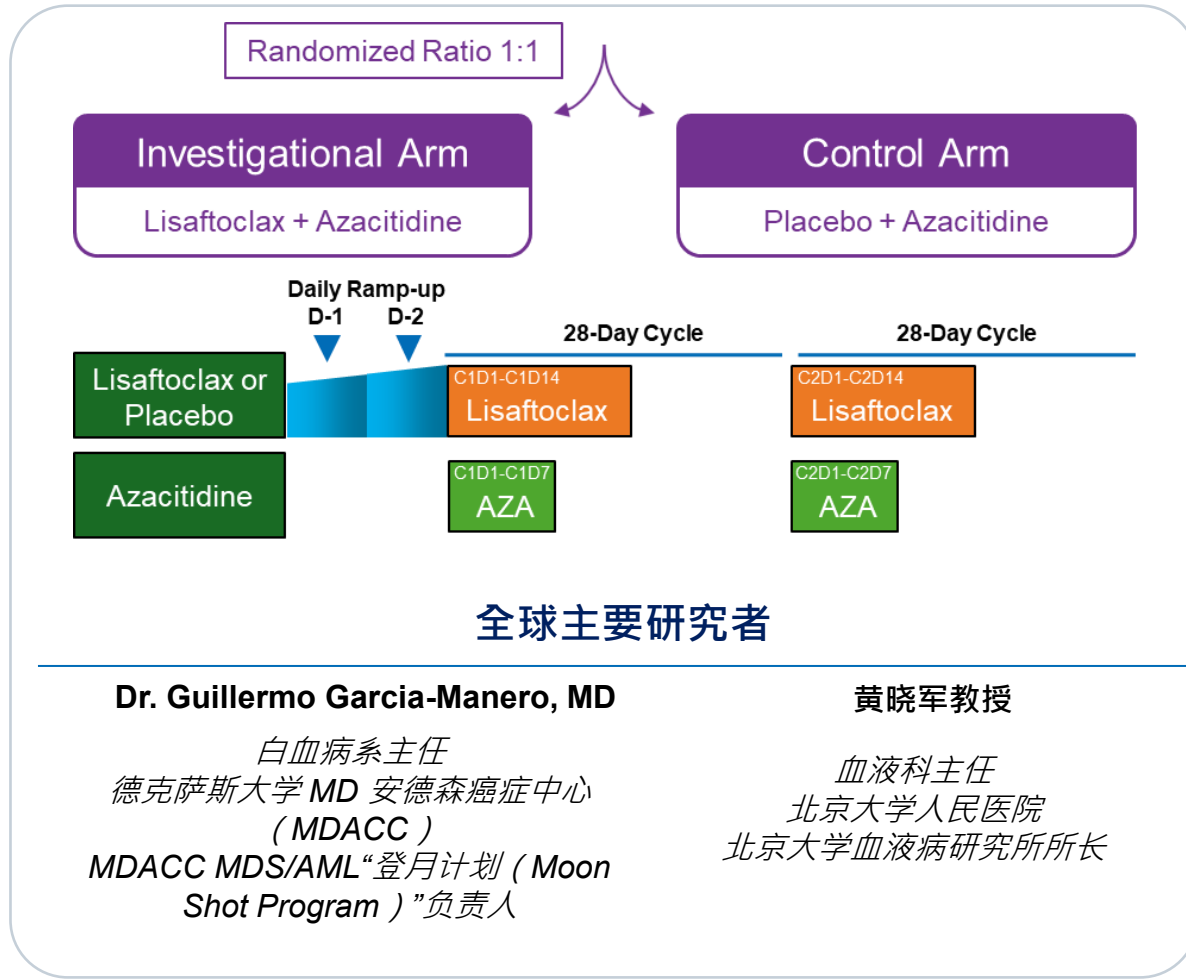 Randomized Ratio 1:1
Investigational Arm
Lisaftoclax + Azacitidine
Control Arm
Placebo + Azacitidine
Daily Ramp-up
D-1
D-2
28-Day Cycle
28-Day Cycle
Lisaftoclax or
Placebo
C1D1-C1D14
Lisaftoclax
C2D1-C2D14
Lisaftoclax
Azacitidine
C1D1-C1D7
AZA
C2D1-C2D7
AZA
全球主要研究者
Dr. Guillermo Garcia-Manero, MD
白血病系主任
德克萨斯大学 MD 安德森癌症中心
（MDACC）
MDACC MDS/AML“登月计划（Moon
Shot Program）”负责人
黄晓军教授
血液科主任
北京大学人民医院
北京大学血液病研究所所长